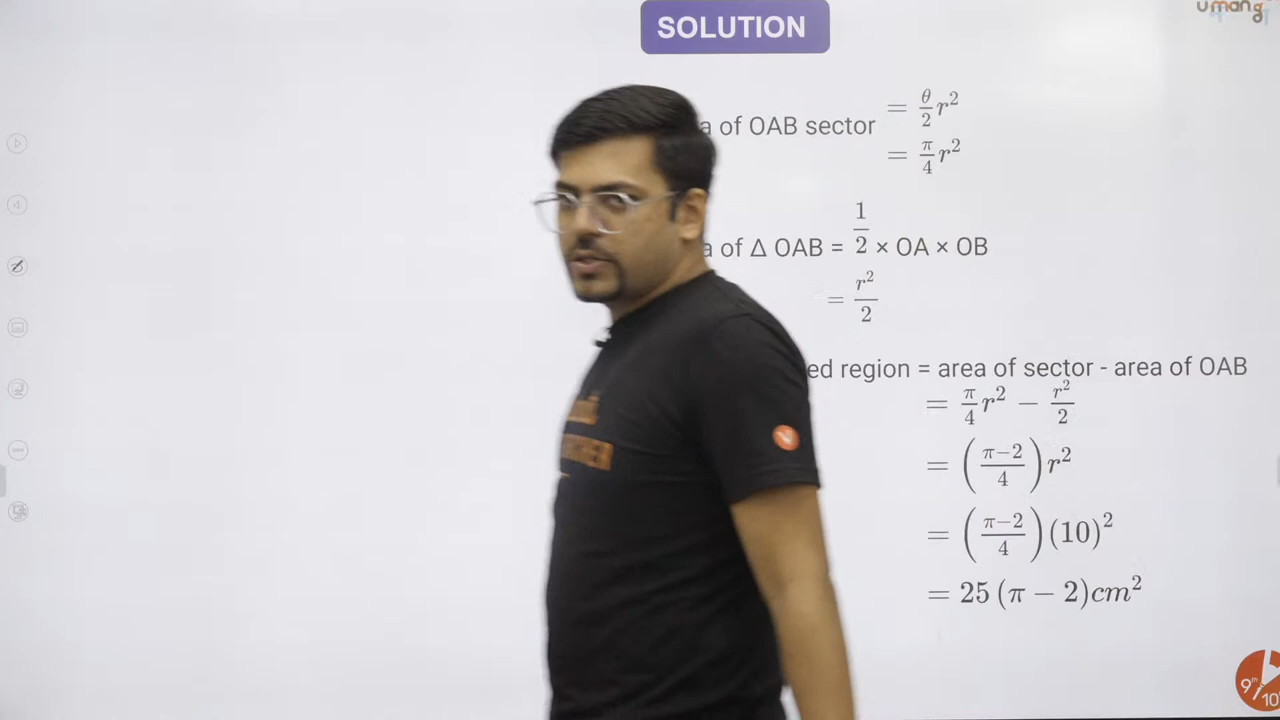 umang
SOLUTION
a of OAB sector = θ/2 r²
= π/4 r²
a of Δ OAB = 1/2 × OA × OB
= r²/2
ed region = area of sector - area of OAB
= π/4 r² − r²/2
= (π−2/4) r²
= (π−2/4) (10)²
= 25 (π − 2) cm²
9th/10